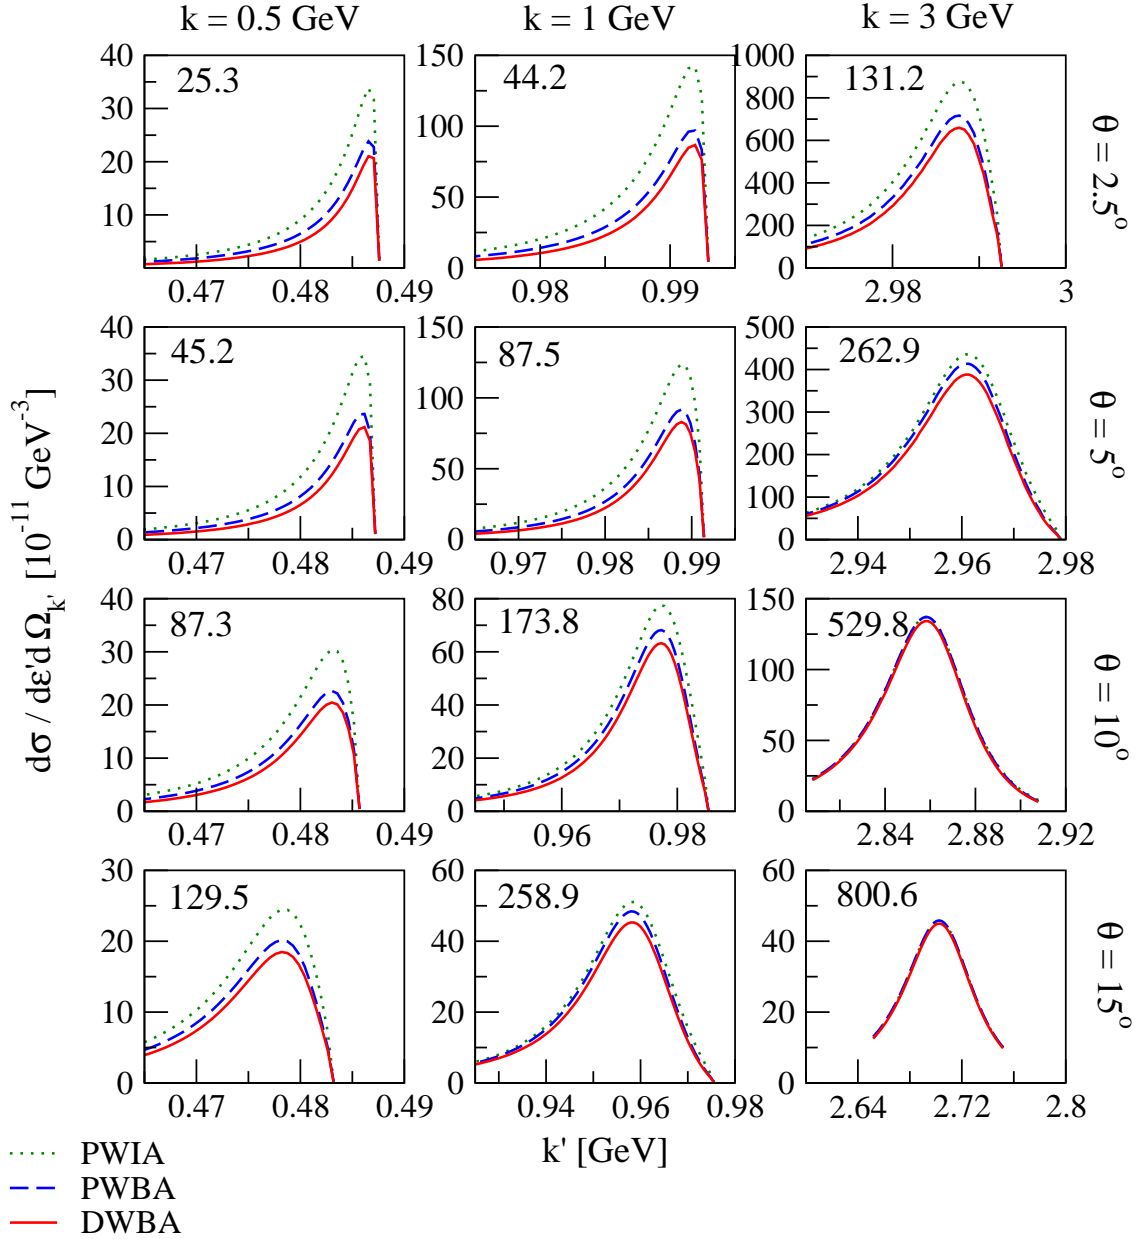 k = 0.5 GeV k = 1 GeV k = 3 GeV
40 30 20 10
25.3
0.47 0.48 0.49
150 100 50 0
44.2
0.98 0.99
1000 800 600 400 200 0
131.2
2.98 3
θ = 2.5°
40 30 20 10 0
45.2
0.47 0.48 0.49
150 100 50 0
87.5
0.97 0.98 0.99
500 400 300 200 100 0
262.9
2.94 2.96 2.98
θ = 5°
40 30 20 10 0
87.3
0.47 0.48 0.49
80 60 40 20 0
173.8
0.96 0.98
150 100 50 0
529.8
2.84 2.88 2.92
θ = 10°
30 20 10 0
129.5
0.47 0.48 0.49
60 40 20 0
258.9
0.94 0.96 0.98
60 40 20 0
800.6
2.64 2.72 2.8
θ = 15°
dσ / dε'dΩk' [10-11 GeV-3]
k' [GeV]
PWIA
PWBA
DWBA